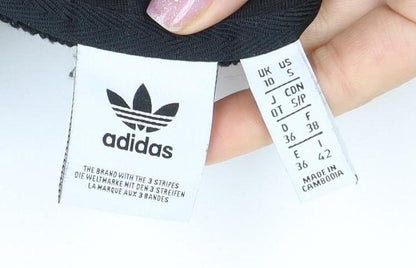 adidas
THE BRAND WITH THE 3 STRIPES
DIE WELTMARKE MIT DEN 3 STREIFEN
LA MARQUE AUX 3 BANDES
UK US
10 S
J CDN
OT S/P
D F
36 38
E I
36 42
MADE IN
CAMBODIA